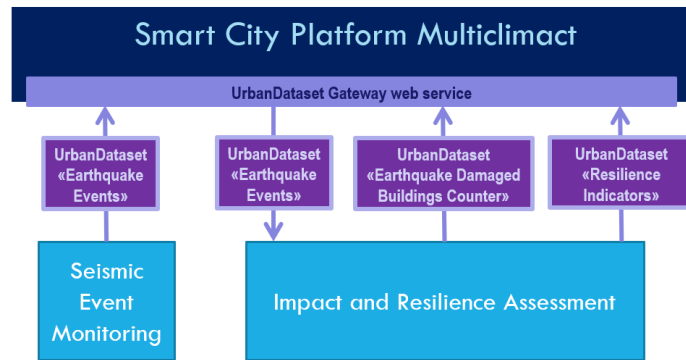 Smart City Platform Multiclimact
UrbanDataset Gateway web service
UrbanDataset
«Earthquake
Events»
UrbanDataset
«Earthquake
Events»
UrbanDataset
«Earthquake Damaged
Buildings Counter»
UrbanDataset
«Resilience
Indicators»
Seismic
Event
Monitoring
Impact and Resilience Assessment